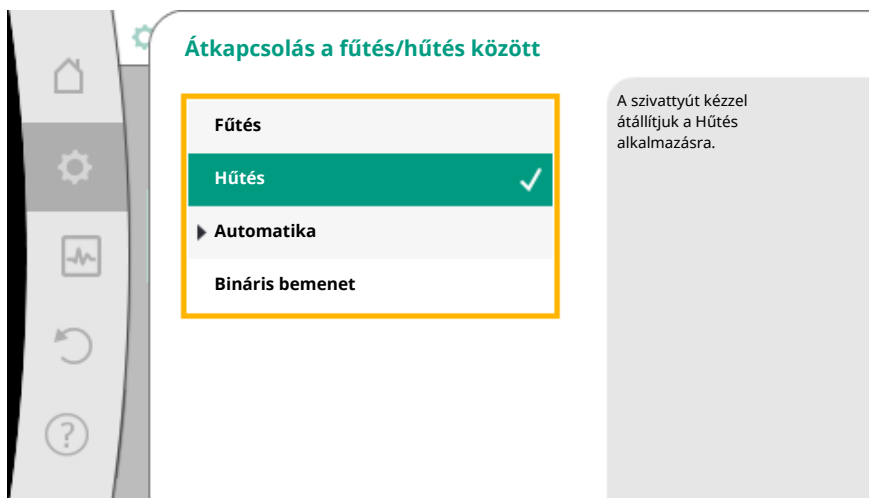 Átkapcsolás a fűtés/hűtés között
Fűtés
Hűtés
Automatika
Bináris bemenet
A szivattyút kézzel
átállítjuk a Hűtés
alkalmazásra.
?